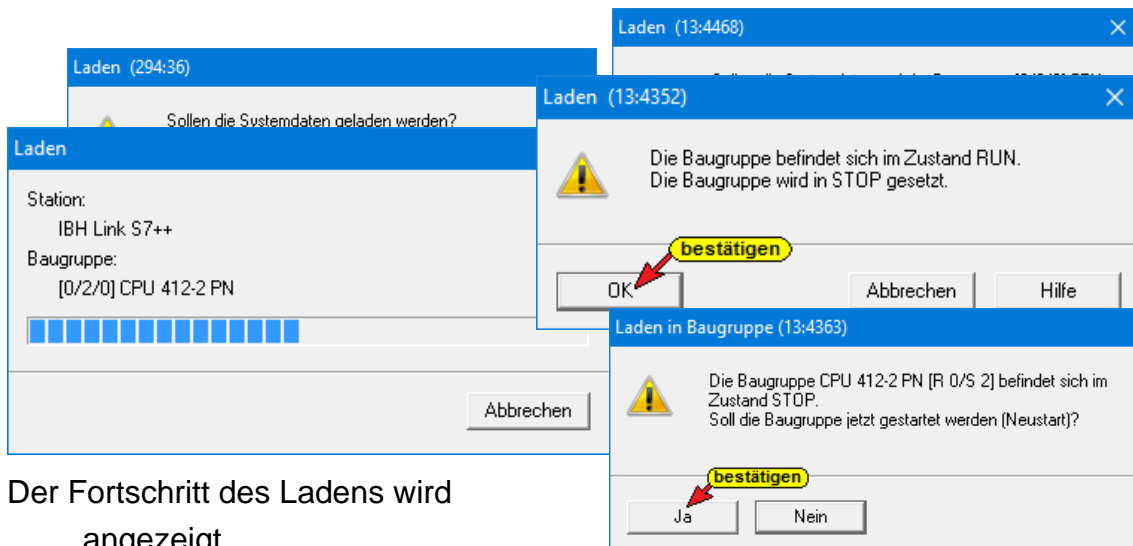 Laden (13:4468)
Laden (294:36)
Sollen die Systemdaten geladen werden?
Laden (13:4352)
Die Baugruppe befindet sich im Zustand RUN.
Die Baugruppe wird in STOP gesetzt.
bestätigen
OK
Abbrechen
Hilfe
Laden
Station:
IBH Link S7++
Baugruppe:
[0/2/0] CPU 412-2 PN
Abbrechen
Laden in Baugruppe (13:4363)
Die Baugruppe CPU 412-2 PN [R 0/S 2] befindet sich im
Zustand STOP.
Soll die Baugruppe jetzt gestartet werden (Neustart)?
bestätigen
Ja
Nein
Der Fortschritt des Ladens wird
angezeigt